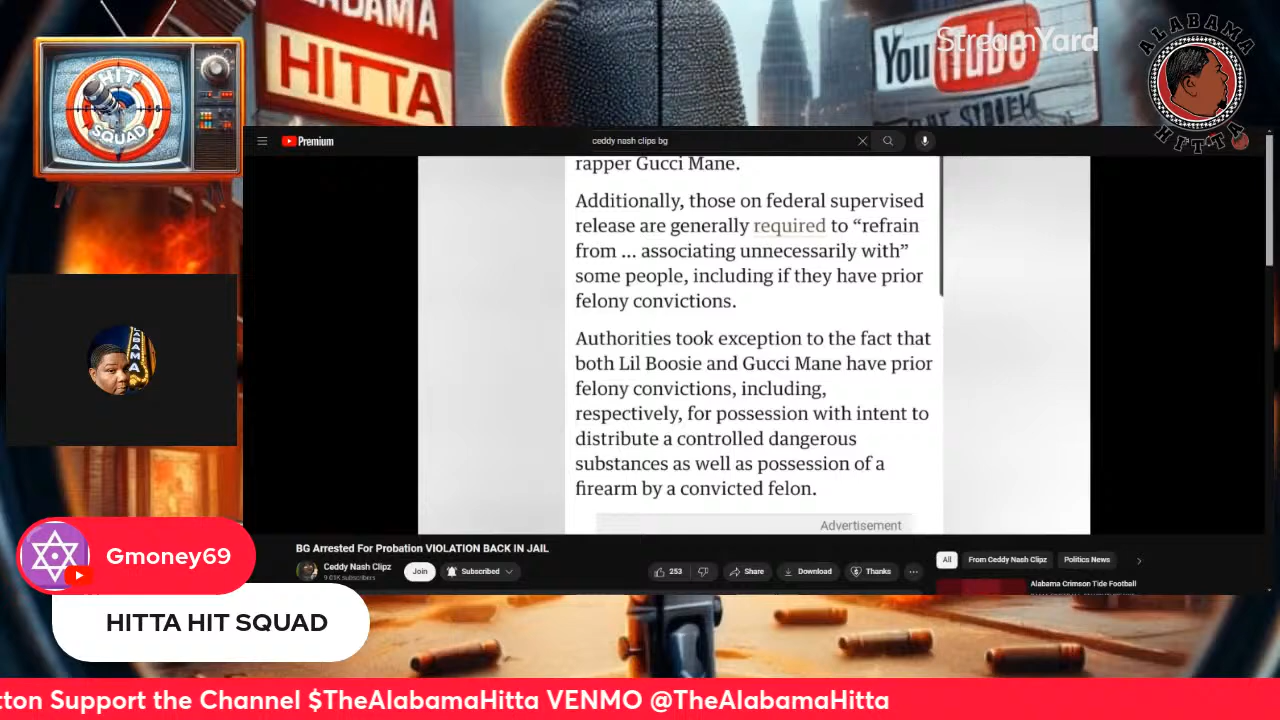 ALABAMA
HITTA
StreamYard
YouTube
ALABAMA
HITTA
HIT
SQUAD
Premium
ceddy nash clips bg
rapper Gucci Mane.
Additionally, those on federal supervised
release are generally required to “refrain
from ... associating unnecessarily with”
some people, including if they have prior
felony convictions.
Authorities took exception to the fact that
both Lil Boosie and Gucci Mane have prior
felony convictions, including,
respectively, for possession with intent to
distribute a controlled dangerous
substances as well as possession of a
firearm by a convicted felon.
Advertisement
BG Arrested For Probation VIOLATION BACK IN JAIL
Ceddy Nash Clipz
Join
Subscribed
253
Share
Download
Thanks
All
From Ceddy Nash Clipz
Politics News
Alabama Crimson Tide Football
Gmoney69
HITTA HIT SQUAD
tton Support the Channel $TheAlabamaHitta VENMO @TheAlabamaHitta